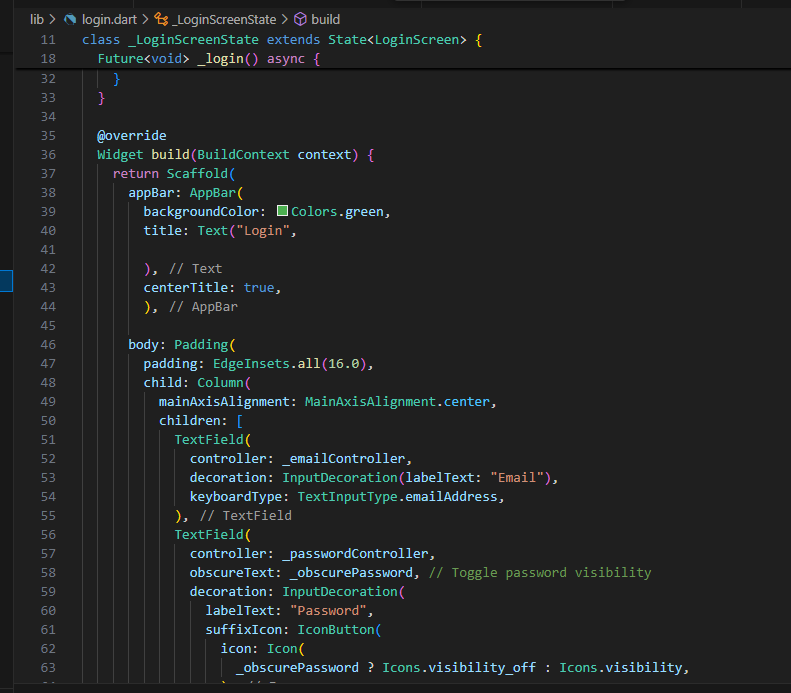 lib > login.dart > _LoginScreenState > build
11 class _LoginScreenState extends State<LoginScreen> {
18 Future<void> _login() async {
32 }
33 }
34
35 @override
36 Widget build(BuildContext context) {
37 return Scaffold(
38 appBar: AppBar(
39 backgroundColor: Colors.green,
40 title: Text("Login",
41
42 ), // Text
43 centerTitle: true,
44 ), // AppBar
45
46 body: Padding(
47 padding: EdgeInsets.all(16.0),
48 child: Column(
49 mainAxisAlignment: MainAxisAlignment.center,
50 children: [
51 TextField(
52 controller: _emailController,
53 decoration: InputDecoration(labelText: "Email"),
54 keyboardType: TextInputType.emailAddress,
55 ), // TextField
56 TextField(
57 controller: _passwordController,
58 obscureText: _obscurePassword, // Toggle password visibility
59 decoration: InputDecoration(
60 labelText: "Password",
61 suffixIcon: IconButton(
62 icon: Icon(
63 _obscurePassword ? Icons.visibility_off : Icons.visibility,